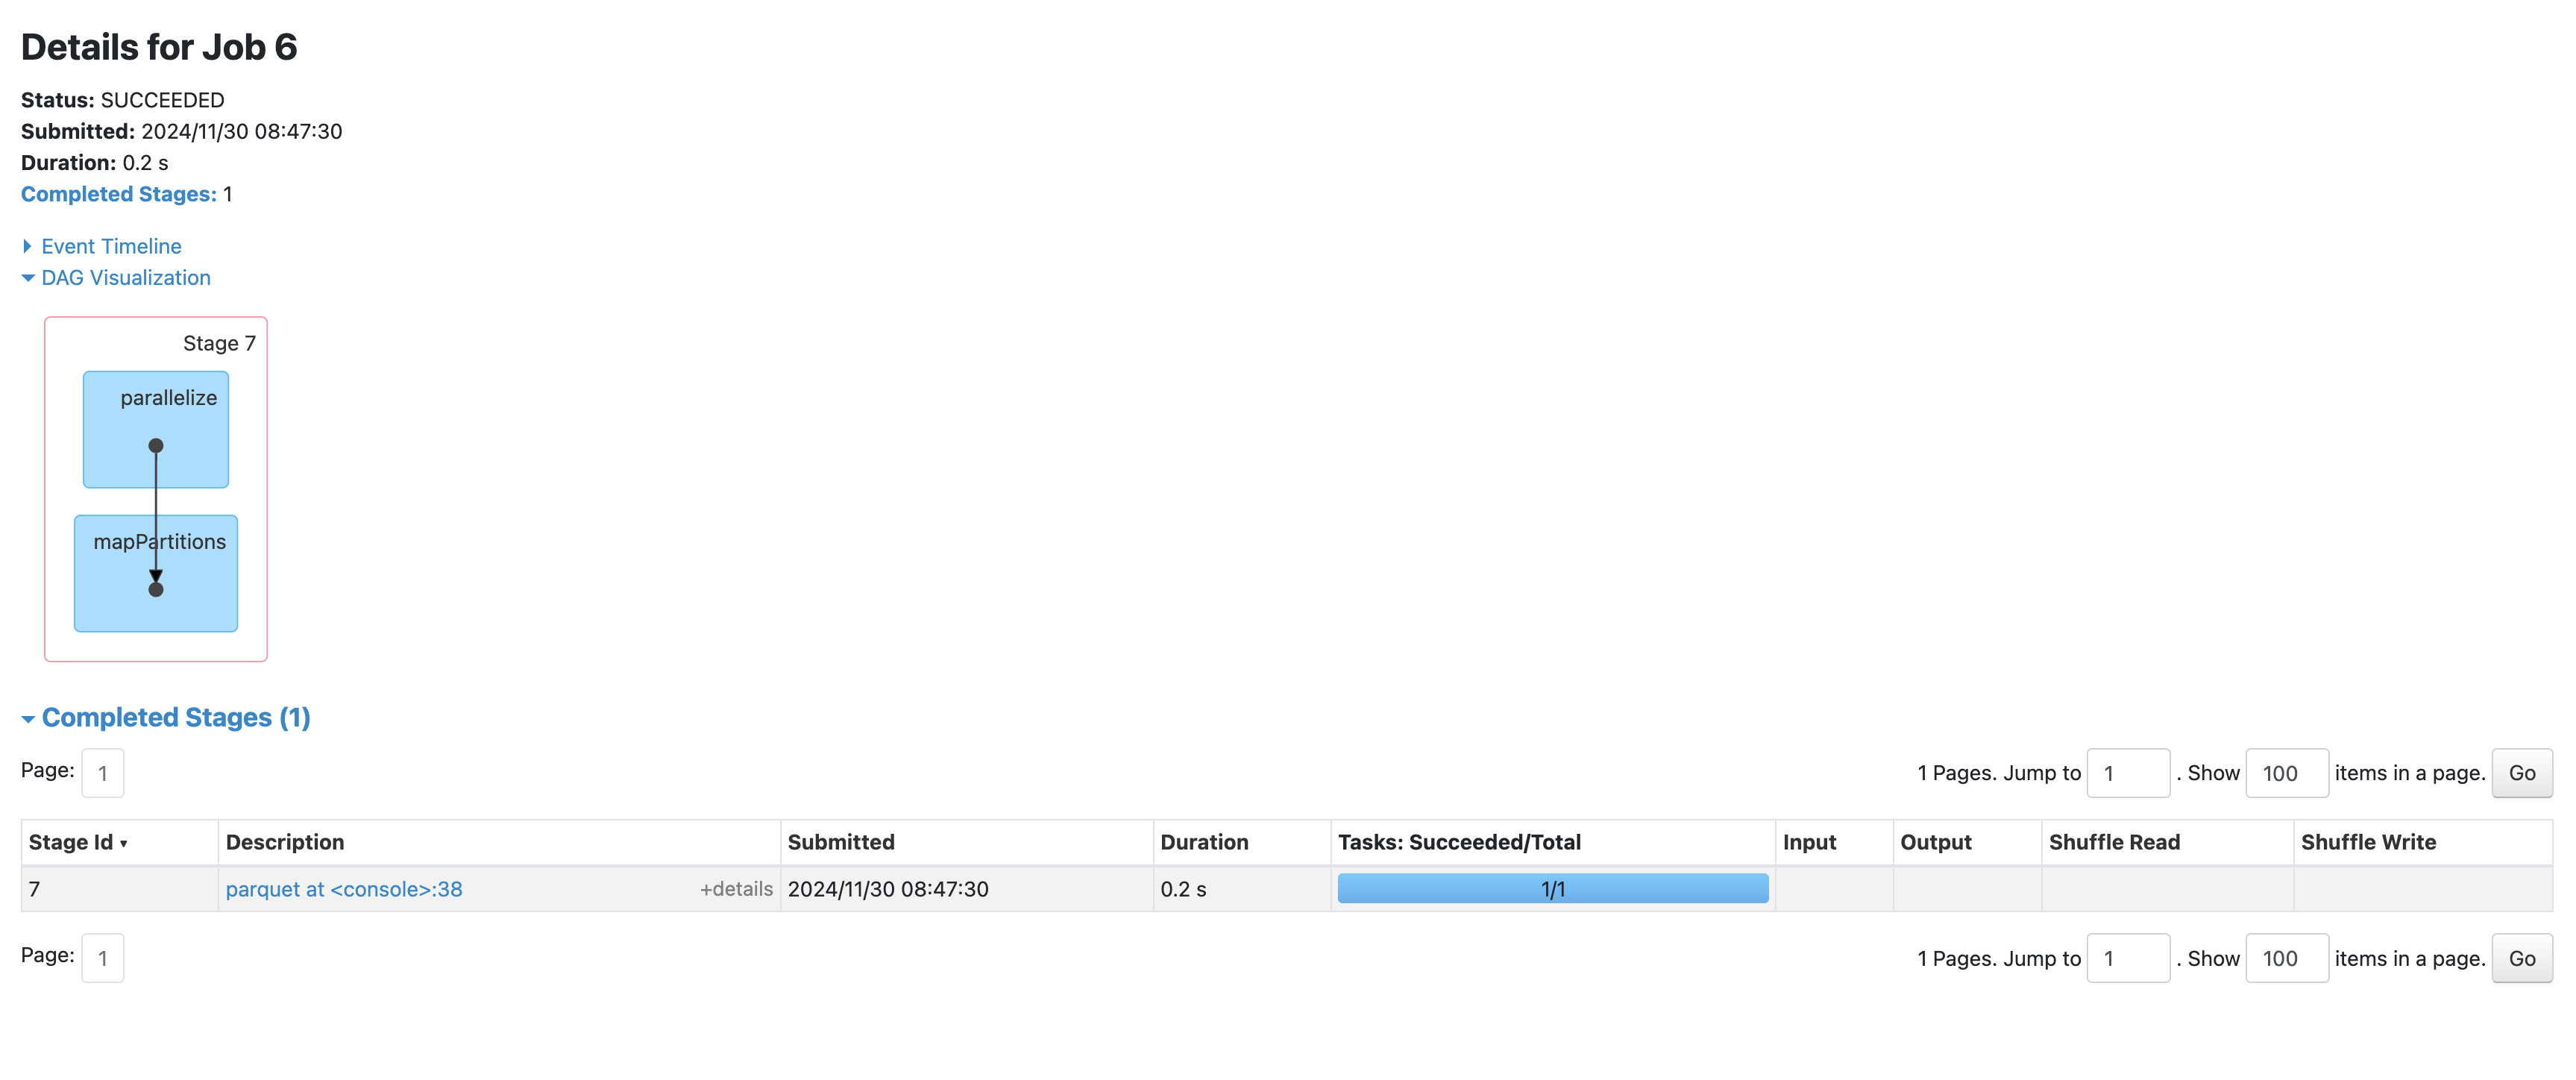 Details for Job 6
Status: SUCCEEDED
Submitted: 2024/11/30 08:47:30
Duration: 0.2 s
Completed Stages: 1
Event Timeline
DAG Visualization
Stage 7
parallelize
mapPartitions
Completed Stages (1)
Page: 1 1 Pages. Jump to 1 . Show 100 items in a page. Go
Stage Id ▾ Description Submitted Duration Tasks: Succeeded/Total Input Output Shuffle Read Shuffle Write
7 parquet at <console>:38 +details 2024/11/30 08:47:30 0.2 s 1/1
Page: 1 1 Pages. Jump to 1 . Show 100 items in a page. Go